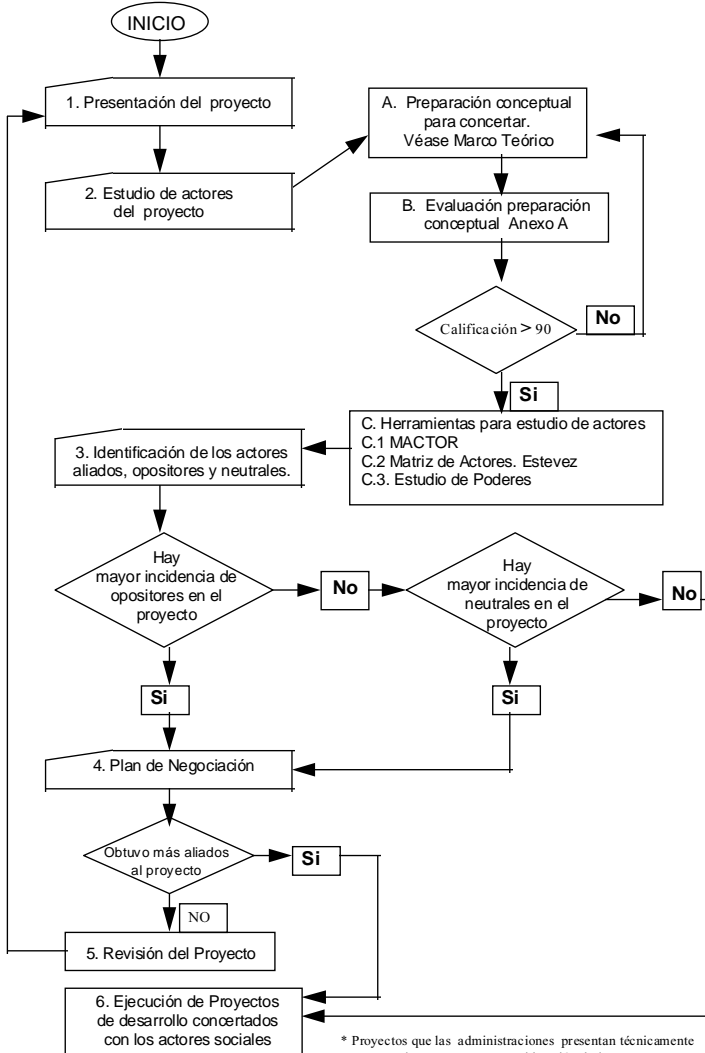 INICIO
1. Presentación del proyecto
2. Estudio de actores
del proyecto
A. Preparación conceptual
para concertar.
Véase Marco Teórico
B. Evaluación preparación
conceptual Anexo A
Calificación > 90
No
Si
C. Herramientas para estudio de actores
C.1 MACTOR
C.2 Matriz de Actores. Estevez
C.3. Estudio de Poderes
3. Identificación de los actores
aliados, opositores y neutrales.
Hay
mayor incidencia de
opositores en el
proyecto
No
Hay
mayor incidencia de
neutrales en el
proyecto
No
Si
Si
4. Plan de Negociación
Obtuvo más aliados
al proyecto
Si
NO
5. Revisión del Proyecto
6. Ejecución de Proyectos
de desarrollo concertados
con los actores sociales
* Proyectos que las administraciones presentan técnicamente